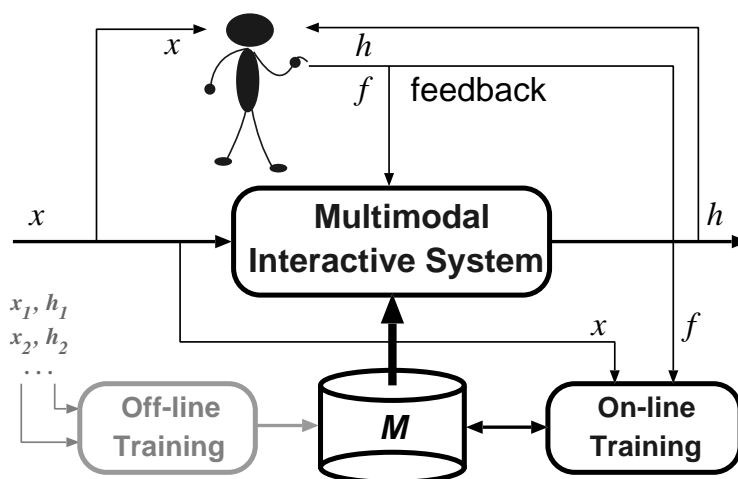 x
h
f feedback
x
Multimodal
Interactive System
h
x₁, h₁
x₂, h₂
...
x
f
Off-line
Training
M
On-line
Training